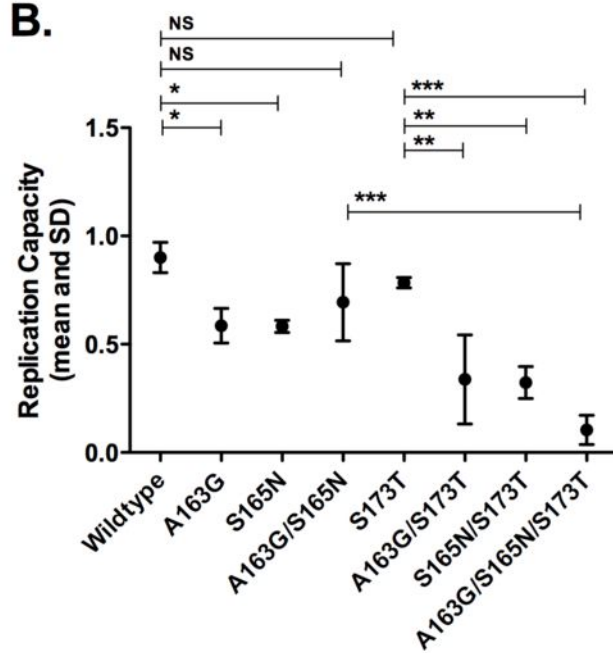 B.
NS
NS
*
*
***
**
**
***
Replication Capacity
(mean and SD)
1.5
1.0
0.5
0.0
Wildtype
A163G
S165N
A163G/S165N
S173T
A163G/S173T
S165N/S173T
A163G/S165N/S173T